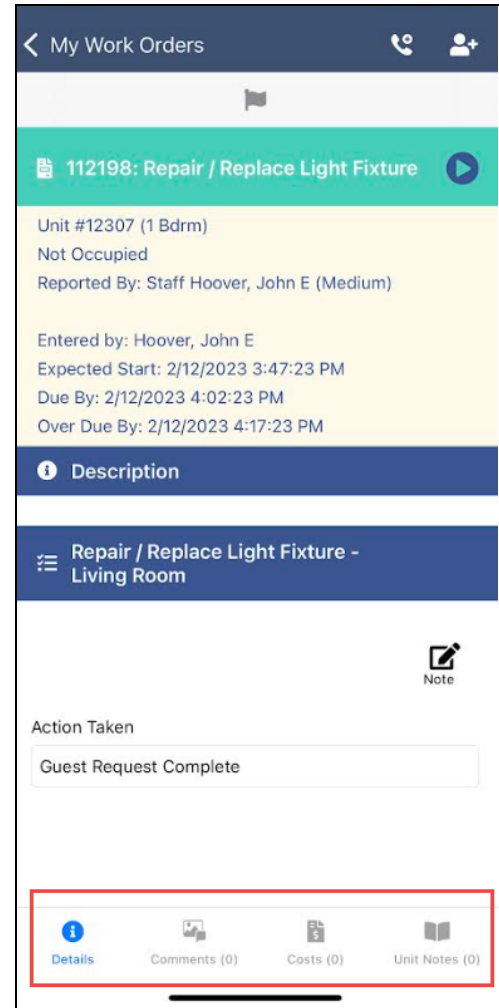 My Work Orders
112198: Repair / Replace Light Fixture
Unit #12307 (1 Bdrm)
Not Occupied
Reported By: Staff Hoover, John E (Medium)
Entered by: Hoover, John E
Expected Start: 2/12/2023 3:47:23 PM
Due By: 2/12/2023 4:02:23 PM
Over Due By: 2/12/2023 4:17:23 PM
Description
Repair / Replace Light Fixture -
Living Room
Note
Action Taken
Guest Request Complete
Details Comments (0) Costs (0) Unit Notes (0)